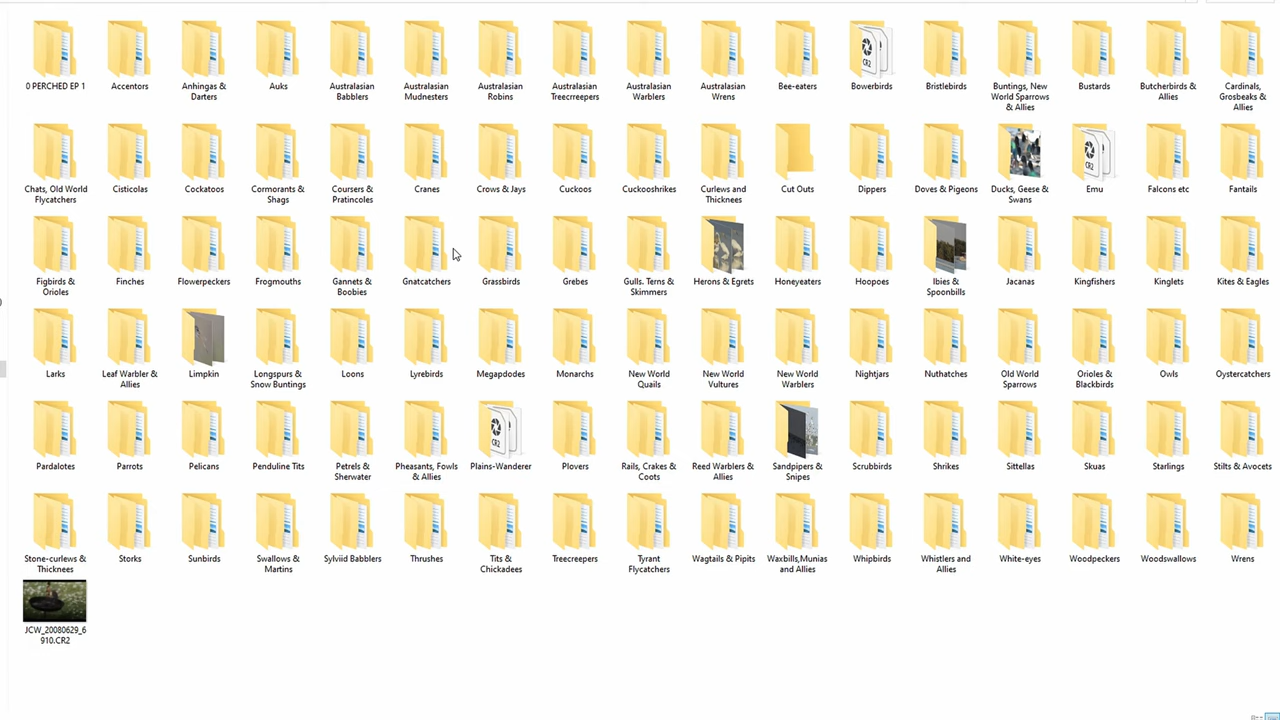 0 PERCHED EP 1
Accentors
Anhingas &
Darters
Auks
Australasian
Babblers
Australasian
Mudnesters
Australasian
Robins
Australasian
Treecreepers
Australasian
Warblers
Australasian
Wrens
Bee-eaters
CR2
Bowerbirds
Bristlebirds
Buntings, New
World Sparrows
& Allies
Bustards
Butcherbirds &
Allies
Cardinals,
Grosbeaks &
Allies
Chats, Old World
Flycatchers
Cisticolas
Cockatoos
Cormorants &
Shags
Coursers &
Pratincoles
Cranes
Crows & Jays
Cuckoos
Cuckooshrikes
Curlews and
Thicknees
Cut Outs
Dippers
Doves & Pigeons
Ducks, Geese &
Swans
CR2
Emu
Falcons etc
Fantails
Figbirds &
Orioles
Finches
Flowerpeckers
Frogmouths
Gannets &
Boobies
Gnatcatchers
Grassbirds
Grebes
Gulls. Terns &
Skimmers
Herons & Egrets
Honeyeaters
Hoopoes
Ibies &
Spoonbills
Jacanas
Kingfishers
Kinglets
Kites & Eagles
Larks
Leaf Warbler &
Allies
Limpkin
Longspurs &
Snow Buntings
Loons
Lyrebirds
Megapodes
Monarchs
New World
Quails
New World
Vultures
New World
Warblers
Nightjars
Nuthatches
Old World
Sparrows
Orioles &
Blackbirds
Owls
Oystercatchers
Pardalotes
Parrots
Pelicans
Penduline Tits
Petrels &
Sherwater
Pheasants, Fowls
& Allies
CR2
Plains-Wanderer
Plovers
Rails, Crakes &
Coots
Reed Warblers &
Allies
Sandpipers &
Snipes
Scrubbirds
Shrikes
Sittellas
Skuas
Starlings
Stilts & Avocets
Stone-curlews &
Thicknees
Storks
Sunbirds
Swallows &
Martins
Sylviid Babblers
Thrushes
Tits &
Chickadees
Treecreepers
Tyrant
Flycatchers
Wagtails & Pipits
Waxbills,Munias
and Allies
Whipbirds
Whistlers and
Allies
White-eyes
Woodpeckers
Woodswallows
Wrens
JCW_20080629_6
910.CR2